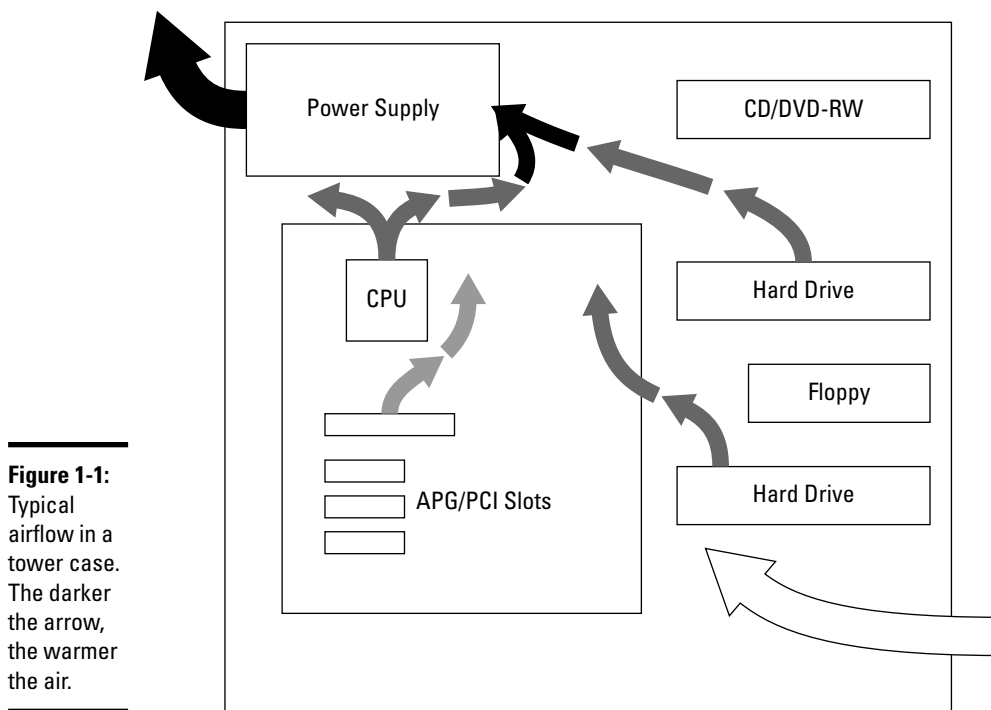 Power Supply
CD/DVD-RW
CPU
Hard Drive
Floppy
Hard Drive
APG/PCI Slots
Figure 1-1:
Typical
airflow in a
tower case.
The darker
the arrow,
the warmer
the air.